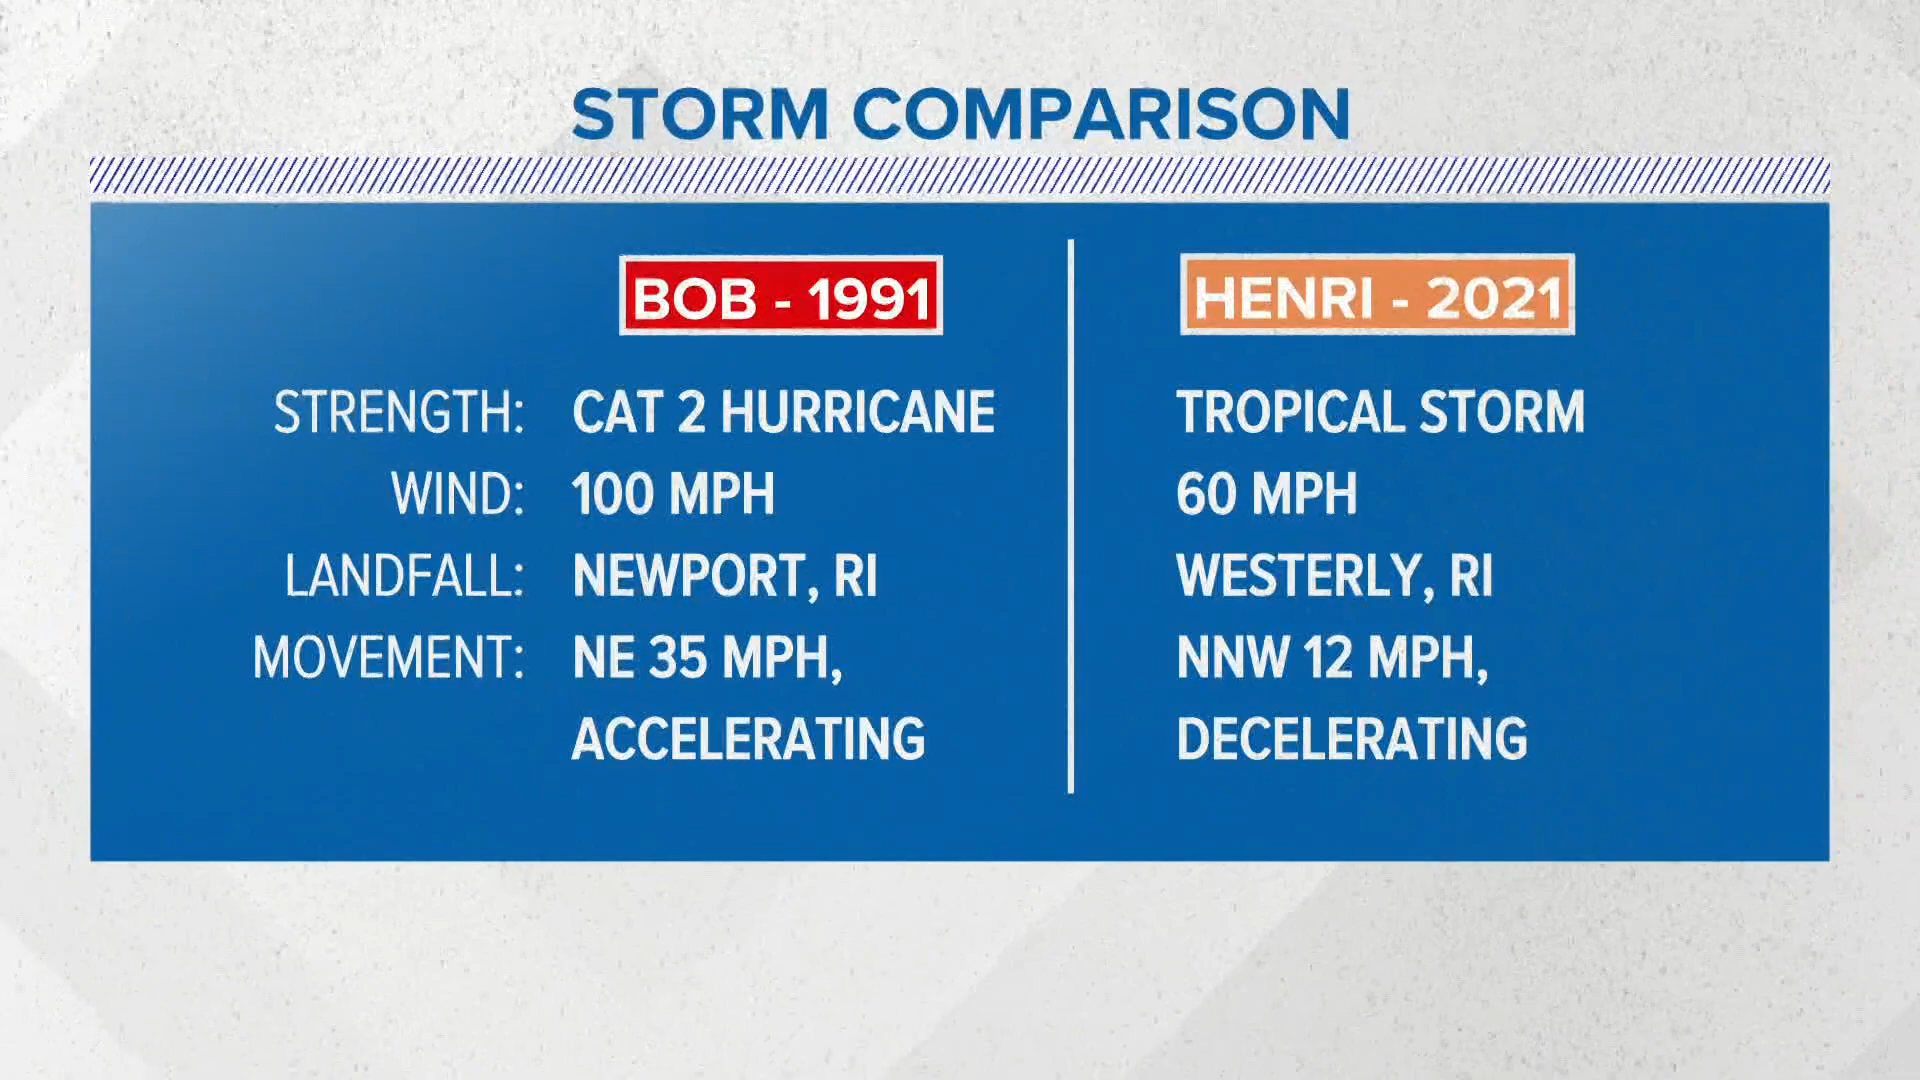 STORM COMPARISON
BOB - 1991 HENRI - 2021
STRENGTH: CAT 2 HURRICANE TROPICAL STORM
WIND: 100 MPH 60 MPH
LANDFALL: NEWPORT, RI WESTERLY, RI
MOVEMENT: NE 35 MPH, NNW 12 MPH,
ACCELERATING DECELERATING